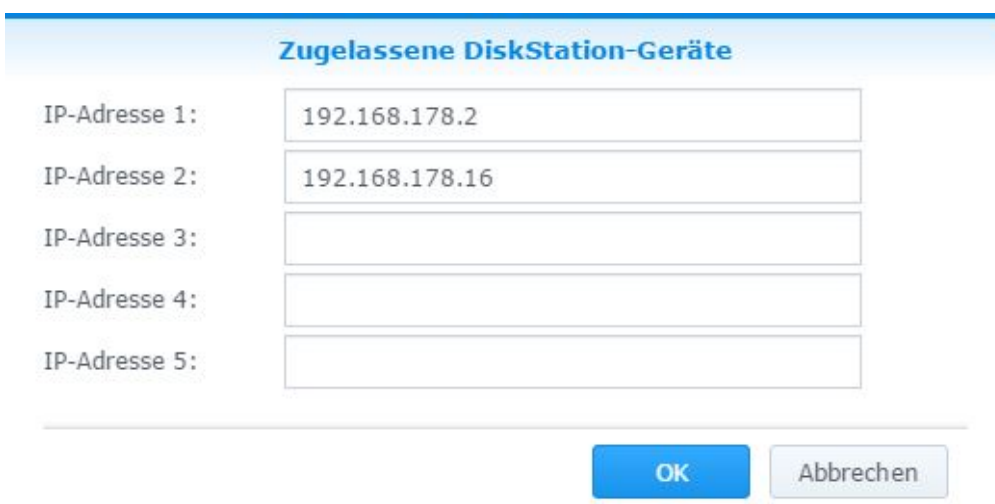 Zugelassene DiskStation-Geräte
IP-Adresse 1: 192.168.178.2
IP-Adresse 2: 192.168.178.16
IP-Adresse 3:
IP-Adresse 4:
IP-Adresse 5:
OK Abbrechen